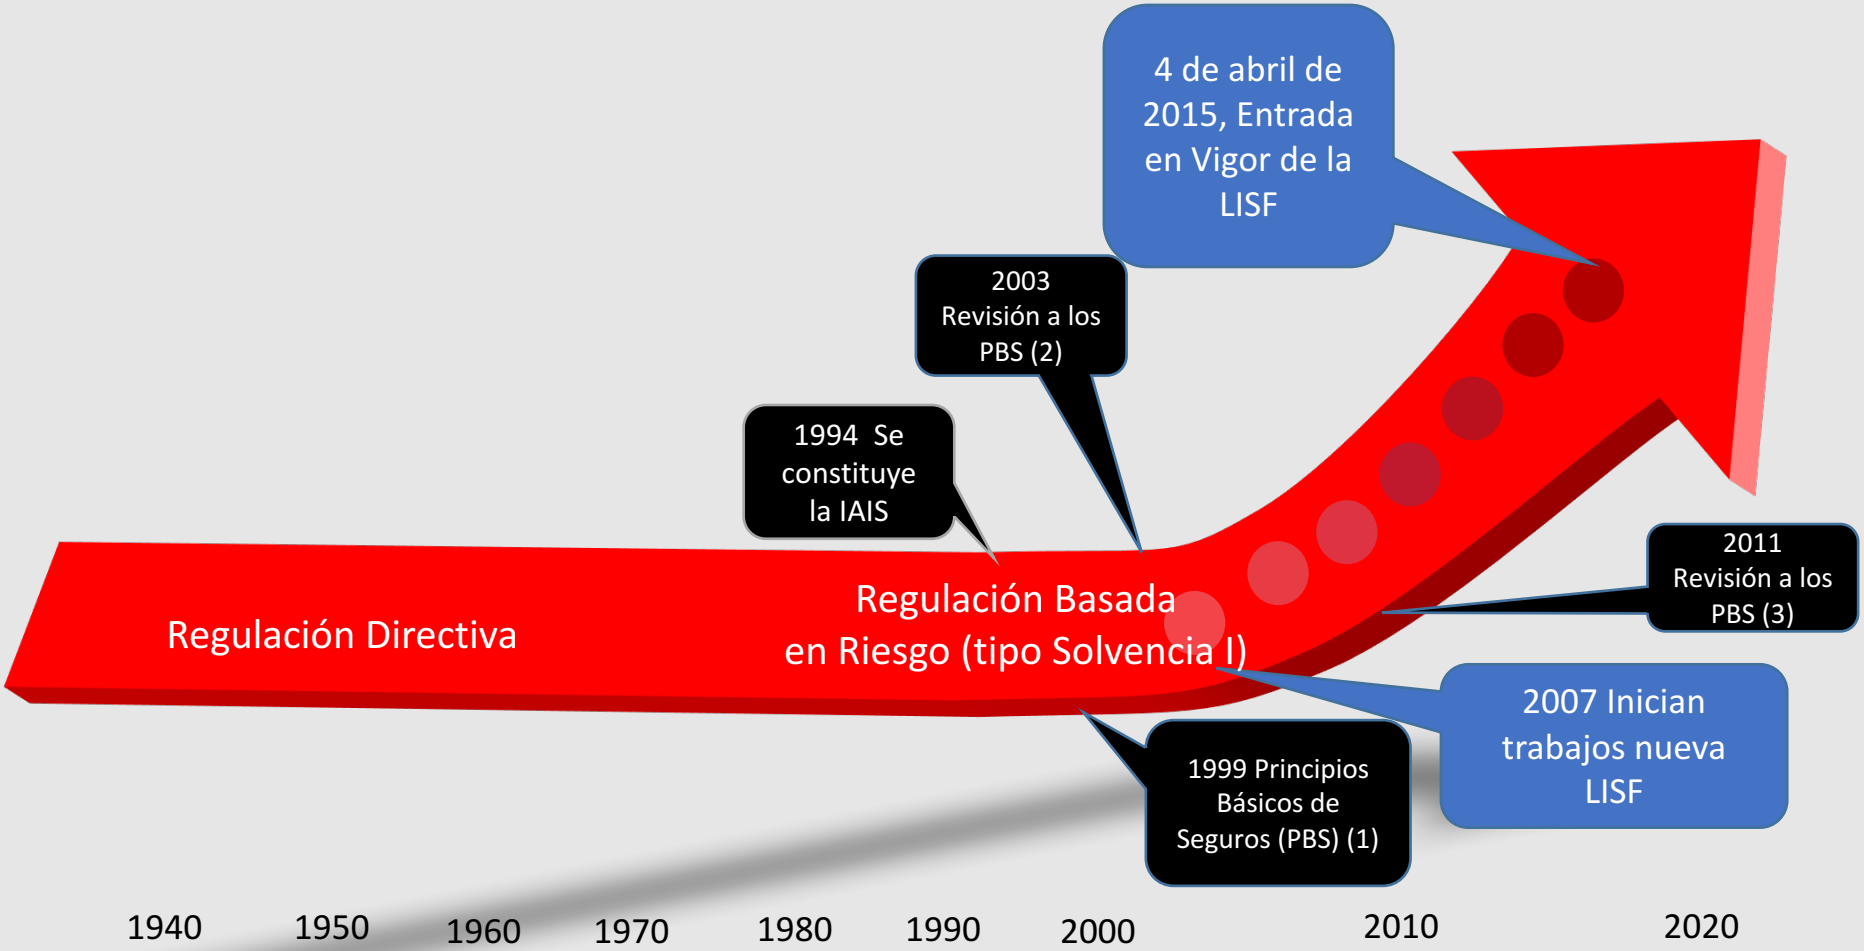 4 de abril de
2015, Entrada
en Vigor de la
LISF
2003
Revisión a los
PBS (2)
1994  Se
constituye
la IAIS
Regulación Directiva
Regulación Basada
en Riesgo (tipo Solvencia I)
2011
Revisión a los
PBS (3)
2007 Inician
trabajos nueva
LISF
1999 Principios
Básicos de
Seguros (PBS) (1)
1940 1950 1960 1970 1980 1990 2000 2010 2020